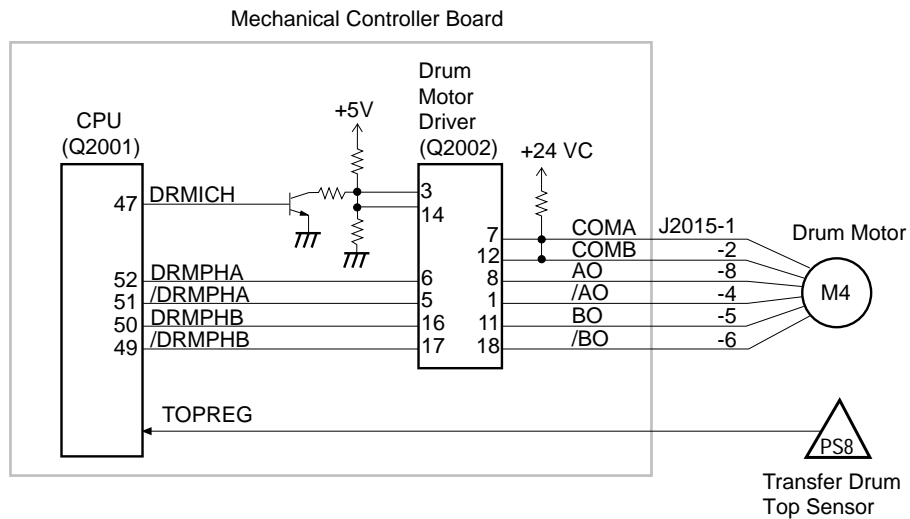 Mechanical Controller Board
CPU
(Q2001)
+5V
Drum
Motor
Driver
(Q2002)
+24 VC
47 DRMICH
3
14
7 COMA J2015-1
12 COMB -2
Drum Motor
52 DRMPHA 6
8 AO -8
M4
51 /DRMPHA 5
1 /AO -4
50 DRMPHB 16
11 BO -5
49 /DRMPHB 17
18 /BO -6
TOPREG
PS8
Transfer Drum
Top Sensor